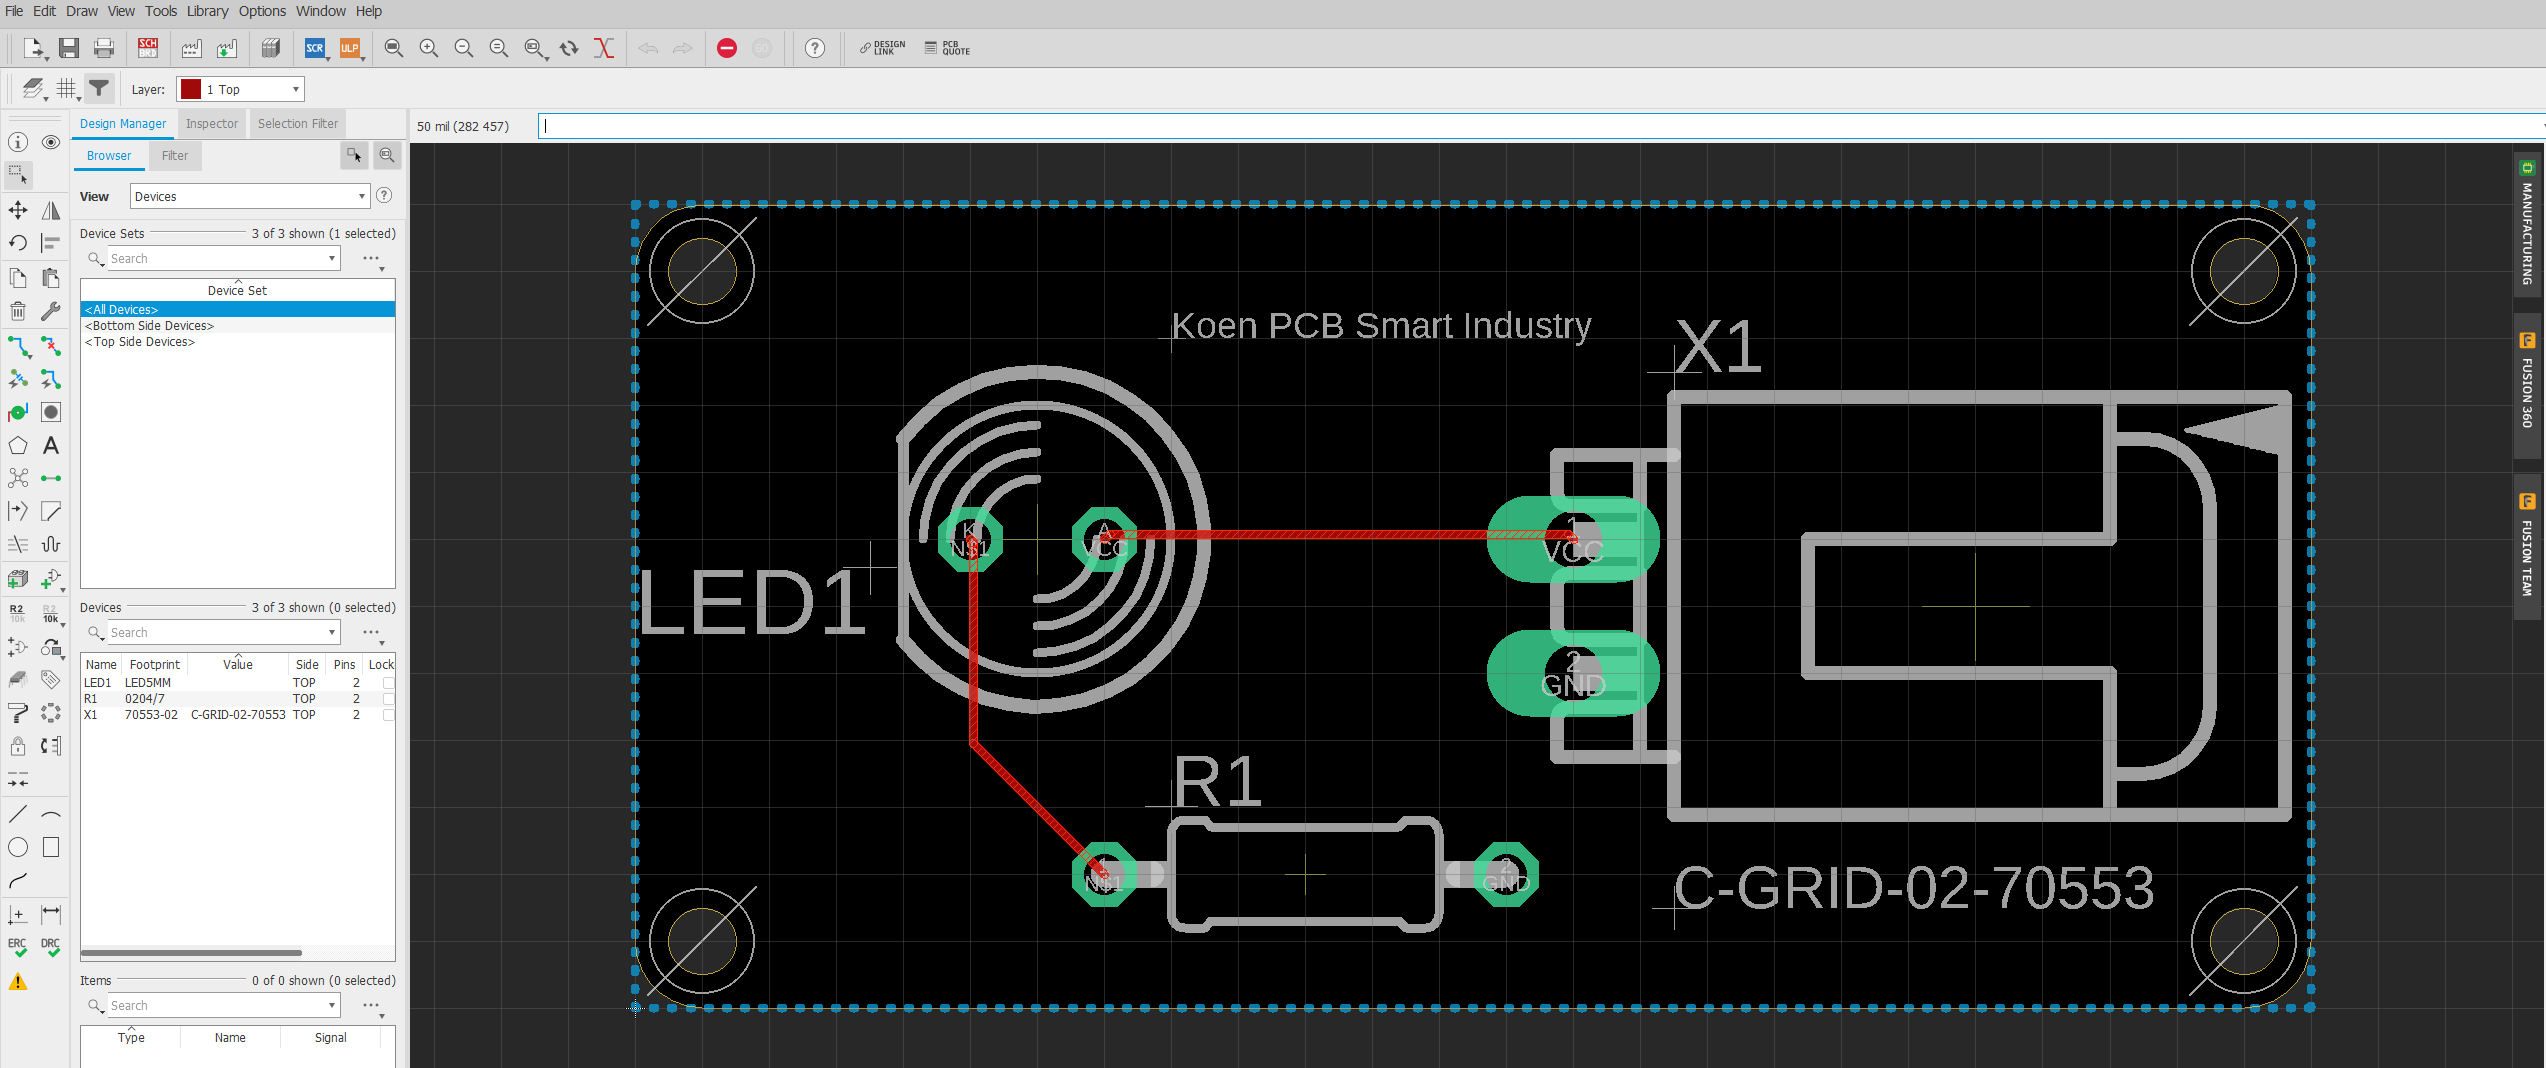 File Edit Draw View Tools Library Options Window Help
SCH BRD
SCR
ULP
DESIGN LINK
PCB QUOTE
Layer: 1 Top
Design Manager Inspector Selection Filter
50 mil (282 457)
Browser Filter
View Devices
Device Sets 3 of 3 shown (1 selected)
Search
Device Set
<All Devices>
<Bottom Side Devices>
<Top Side Devices>
Devices 3 of 3 shown (0 selected)
Search
Name Footprint Value Side Pins Lock
LED1 LED5MM TOP 2
R1 0204/7 TOP 2
X1 70553-02 C-GRID-02-70553 TOP 2
Items 0 of 0 shown (0 selected)
Search
Type Name Signal
R2 10k
R2 10k
ERC
DRC
Koen PCB Smart Industry
X1
K
N$1
A
VCC
1
VCC
LED1
2
GND
R1
N$1
2
GND
C-GRID-02-70553
MANUFACTURING
FUSION 360
FUSION TEAM